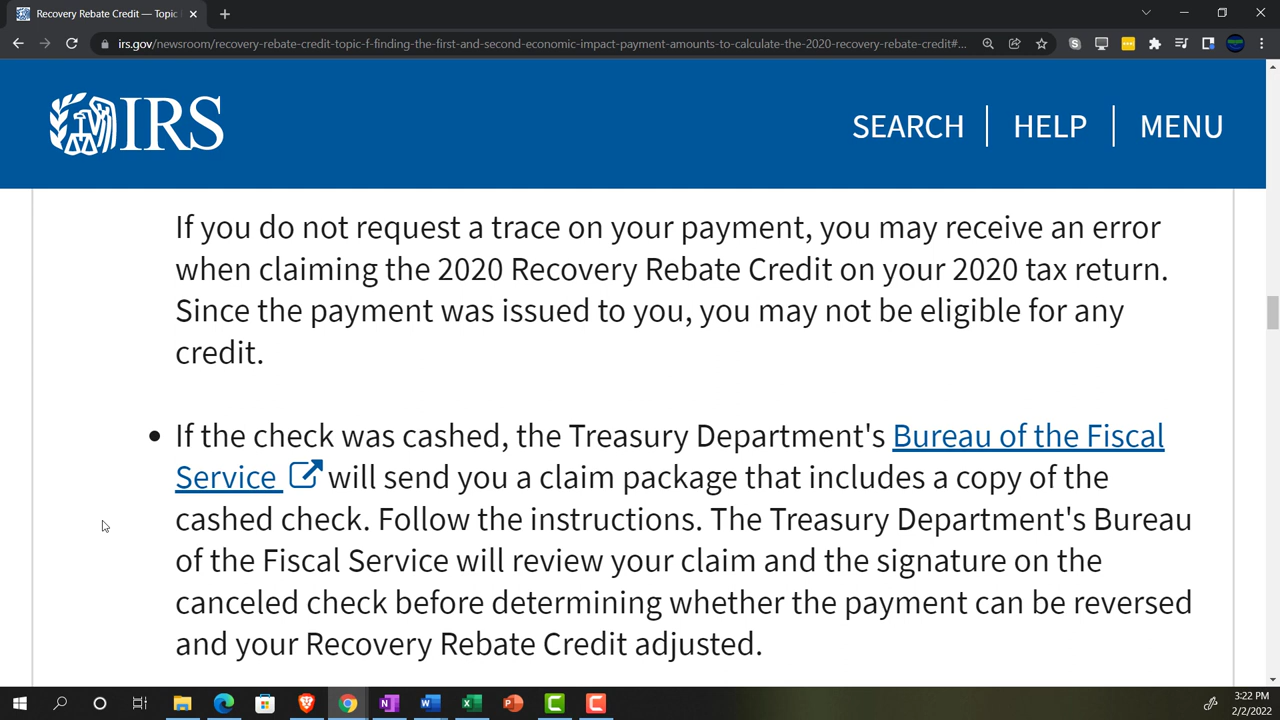 Recovery Rebate Credit — Topic
irs.gov/newsroom/recovery-rebate-credit-topic-f-finding-the-first-and-second-economic-impact-payment-amounts-to-calculate-the-2020-recovery-rebate-credit#...
IRS
SEARCH
HELP
MENU
If you do not request a trace on your payment, you may receive an error
when claiming the 2020 Recovery Rebate Credit on your 2020 tax return.
Since the payment was issued to you, you may not be eligible for any
credit.
• If the check was cashed, the Treasury Department's Bureau of the Fiscal
Service will send you a claim package that includes a copy of the
cashed check. Follow the instructions. The Treasury Department's Bureau
of the Fiscal Service will review your claim and the signature on the
canceled check before determining whether the payment can be reversed
and your Recovery Rebate Credit adjusted.
3:22 PM
2/2/2022